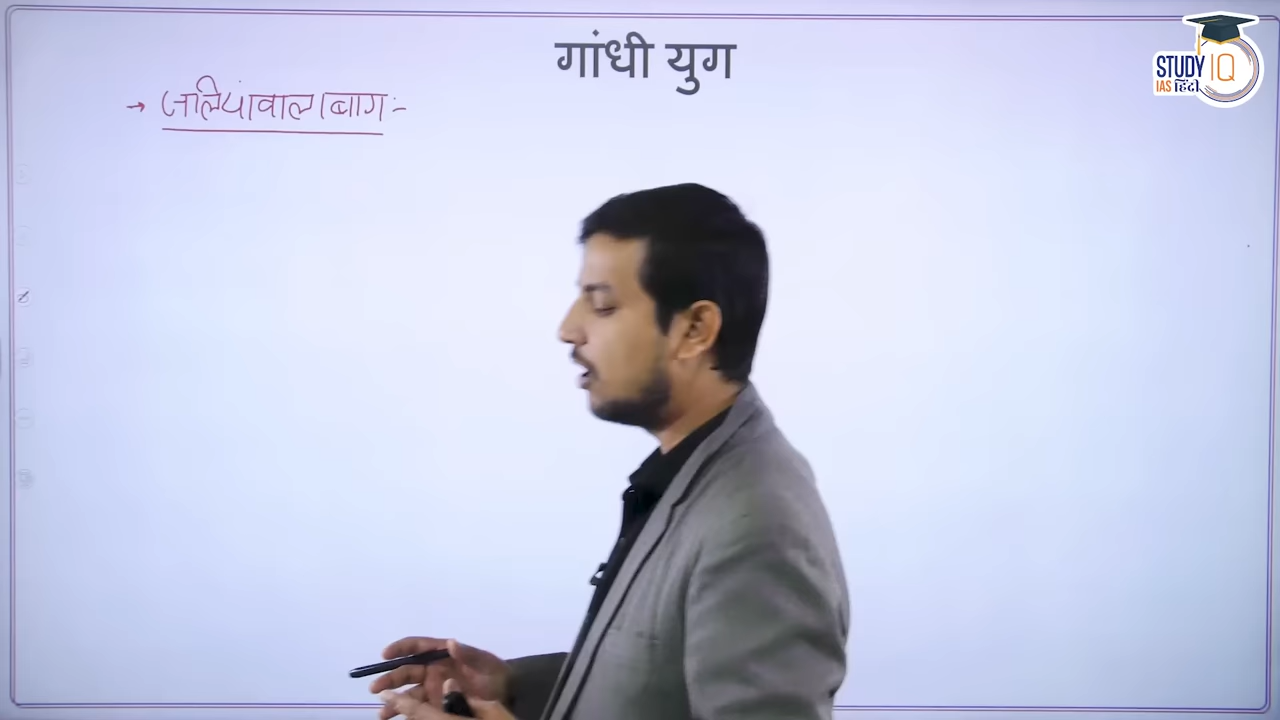 गांधी युग
→ जलियांवाला बाग :-
STUDY IQ
IAS हिंदी